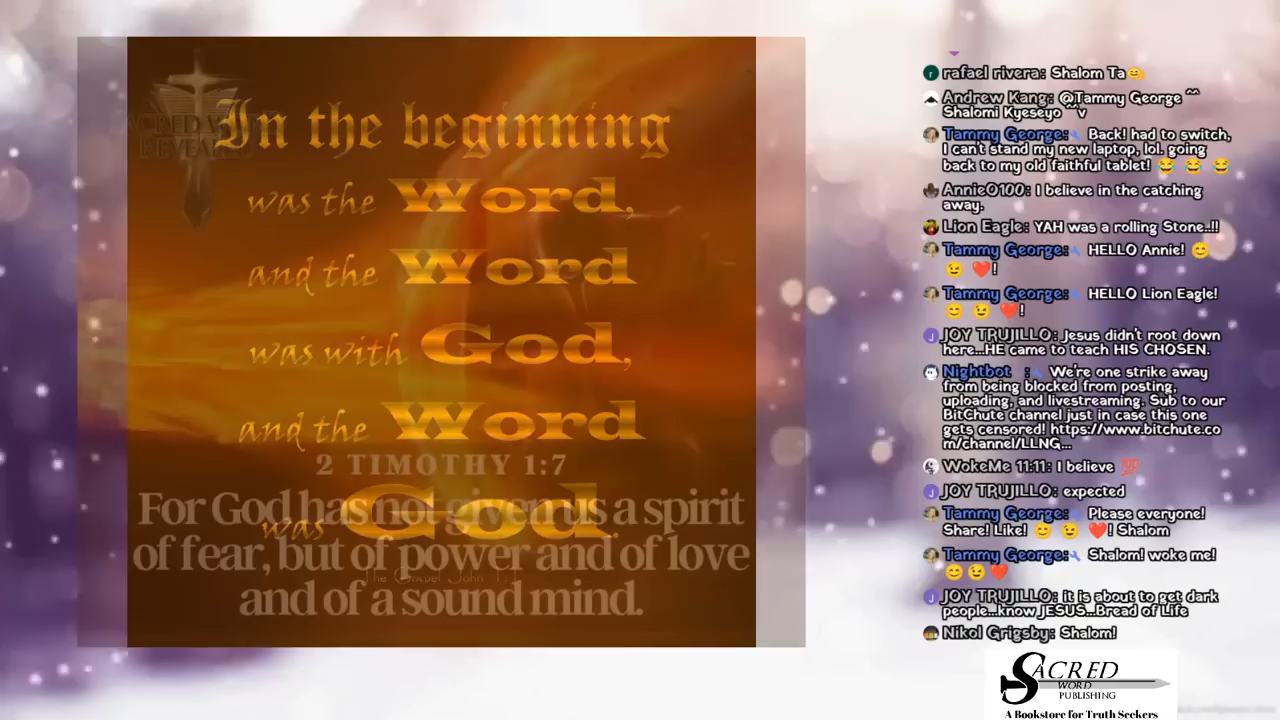 In the beginning
was the Word,
and the Word
was with God,
and the Word
was God.
The Gospel John 1:1
2 TIMOTHY 1:7
For God has not given us a spirit
of fear, but of power and of love
and of a sound mind.
rafael rivera: Shalom Ta😊
Andrew Kang: @Tammy George ^^
Shalomi Kyeseyo ^^v
Tammy George: Back! had to switch,
I can't stand my new laptop, lol. going
back to my old faithful tablet! 😂 😂 😂
AnnieO100: I believe in the catching
away.
Lion Eagle: YAH was a rolling Stone..!!
Tammy George: HELLO Annie! 😊
😉 ❤️!
Tammy George: HELLO Lion Eagle!
😊 😉 ❤️!
JOY TRUJILLO: Jesus didn't root down
here...HE came to teach HIS CHOSEN.
Nightbot : We're one strike away
from being blocked from posting,
uploading, and livestreaming. Sub to our
BitChute channel just in case this one
gets censored! https://www.bitchute.co
m/channel/LLNG...
WokeMe 11:11: I believe 💯
JOY TRUJILLO: expected
Tammy George: Please everyone!
Share! Like! 😊 😉 ❤️! Shalom
Tammy George: Shalom! woke me!
😊😉❤️
JOY TRUJILLO: it is about to get dark
people...know JESUS...Bread of Life
Nikol Grigsby: Shalom!
SACRED
WORD
PUBLISHING
A Bookstore for Truth Seekers